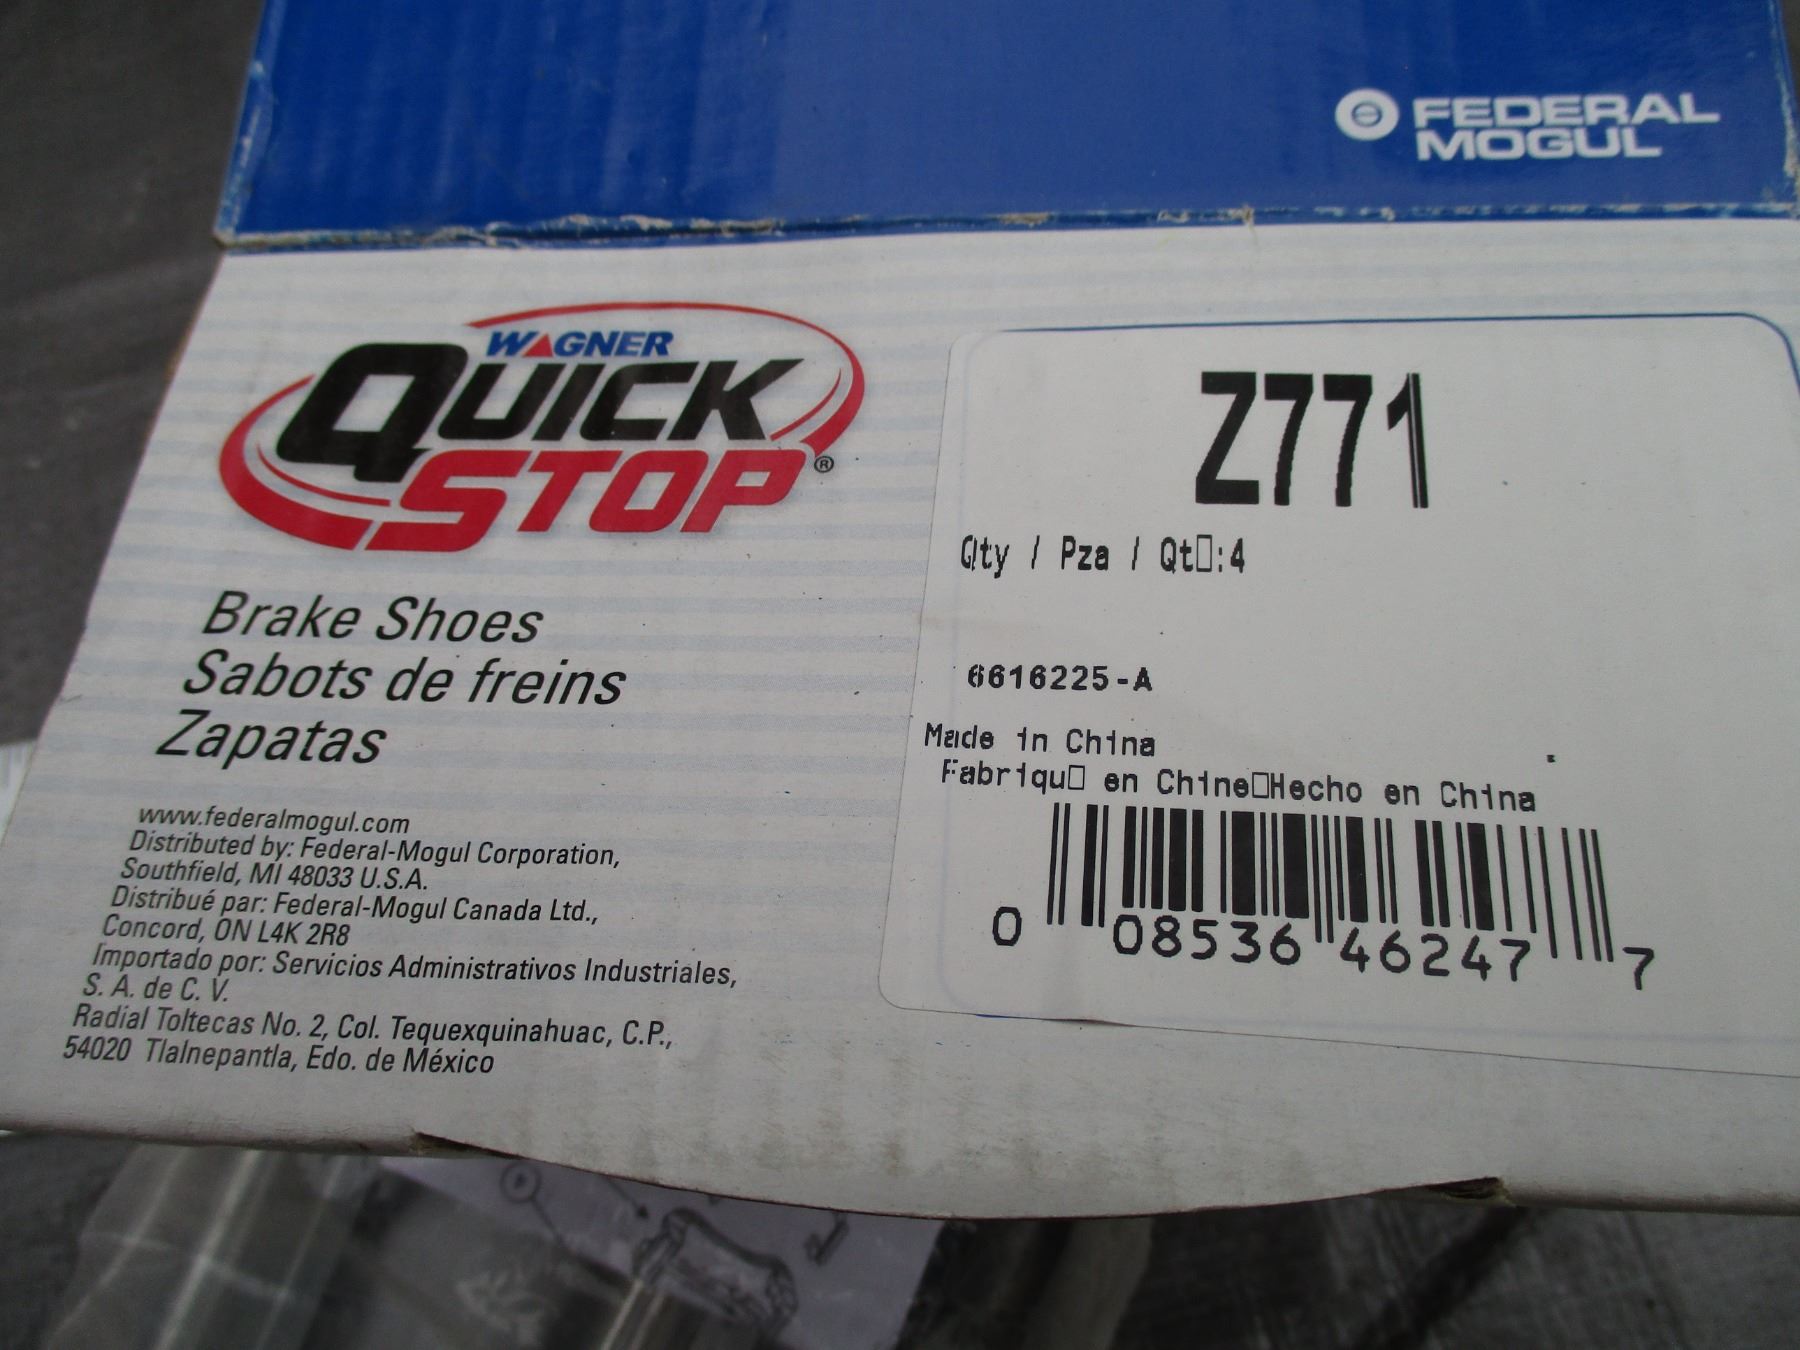 FEDERAL
MOGUL
WAGNER
QUICK
STOP®
Brake Shoes
Sabots de freins
Zapatas
www.federalmogul.com
Distributed by: Federal-Mogul Corporation,
Southfield, MI 48033 U.S.A.
Distribué par: Federal-Mogul Canada Ltd.,
Concord, ON L4K 2R8
Importado por: Servicios Administrativos Industriales,
S. A. de C. V.
Radial Toltecas No. 2, Col. Tequexquinahuac, C.P.,
54020 Tlalnepantla, Edo. de México
Z771
Qty / Pza / Qt□:4
6616225-A
Made in China
Fabriqu□ en Chine□Hecho en China
0 08536 46247 7